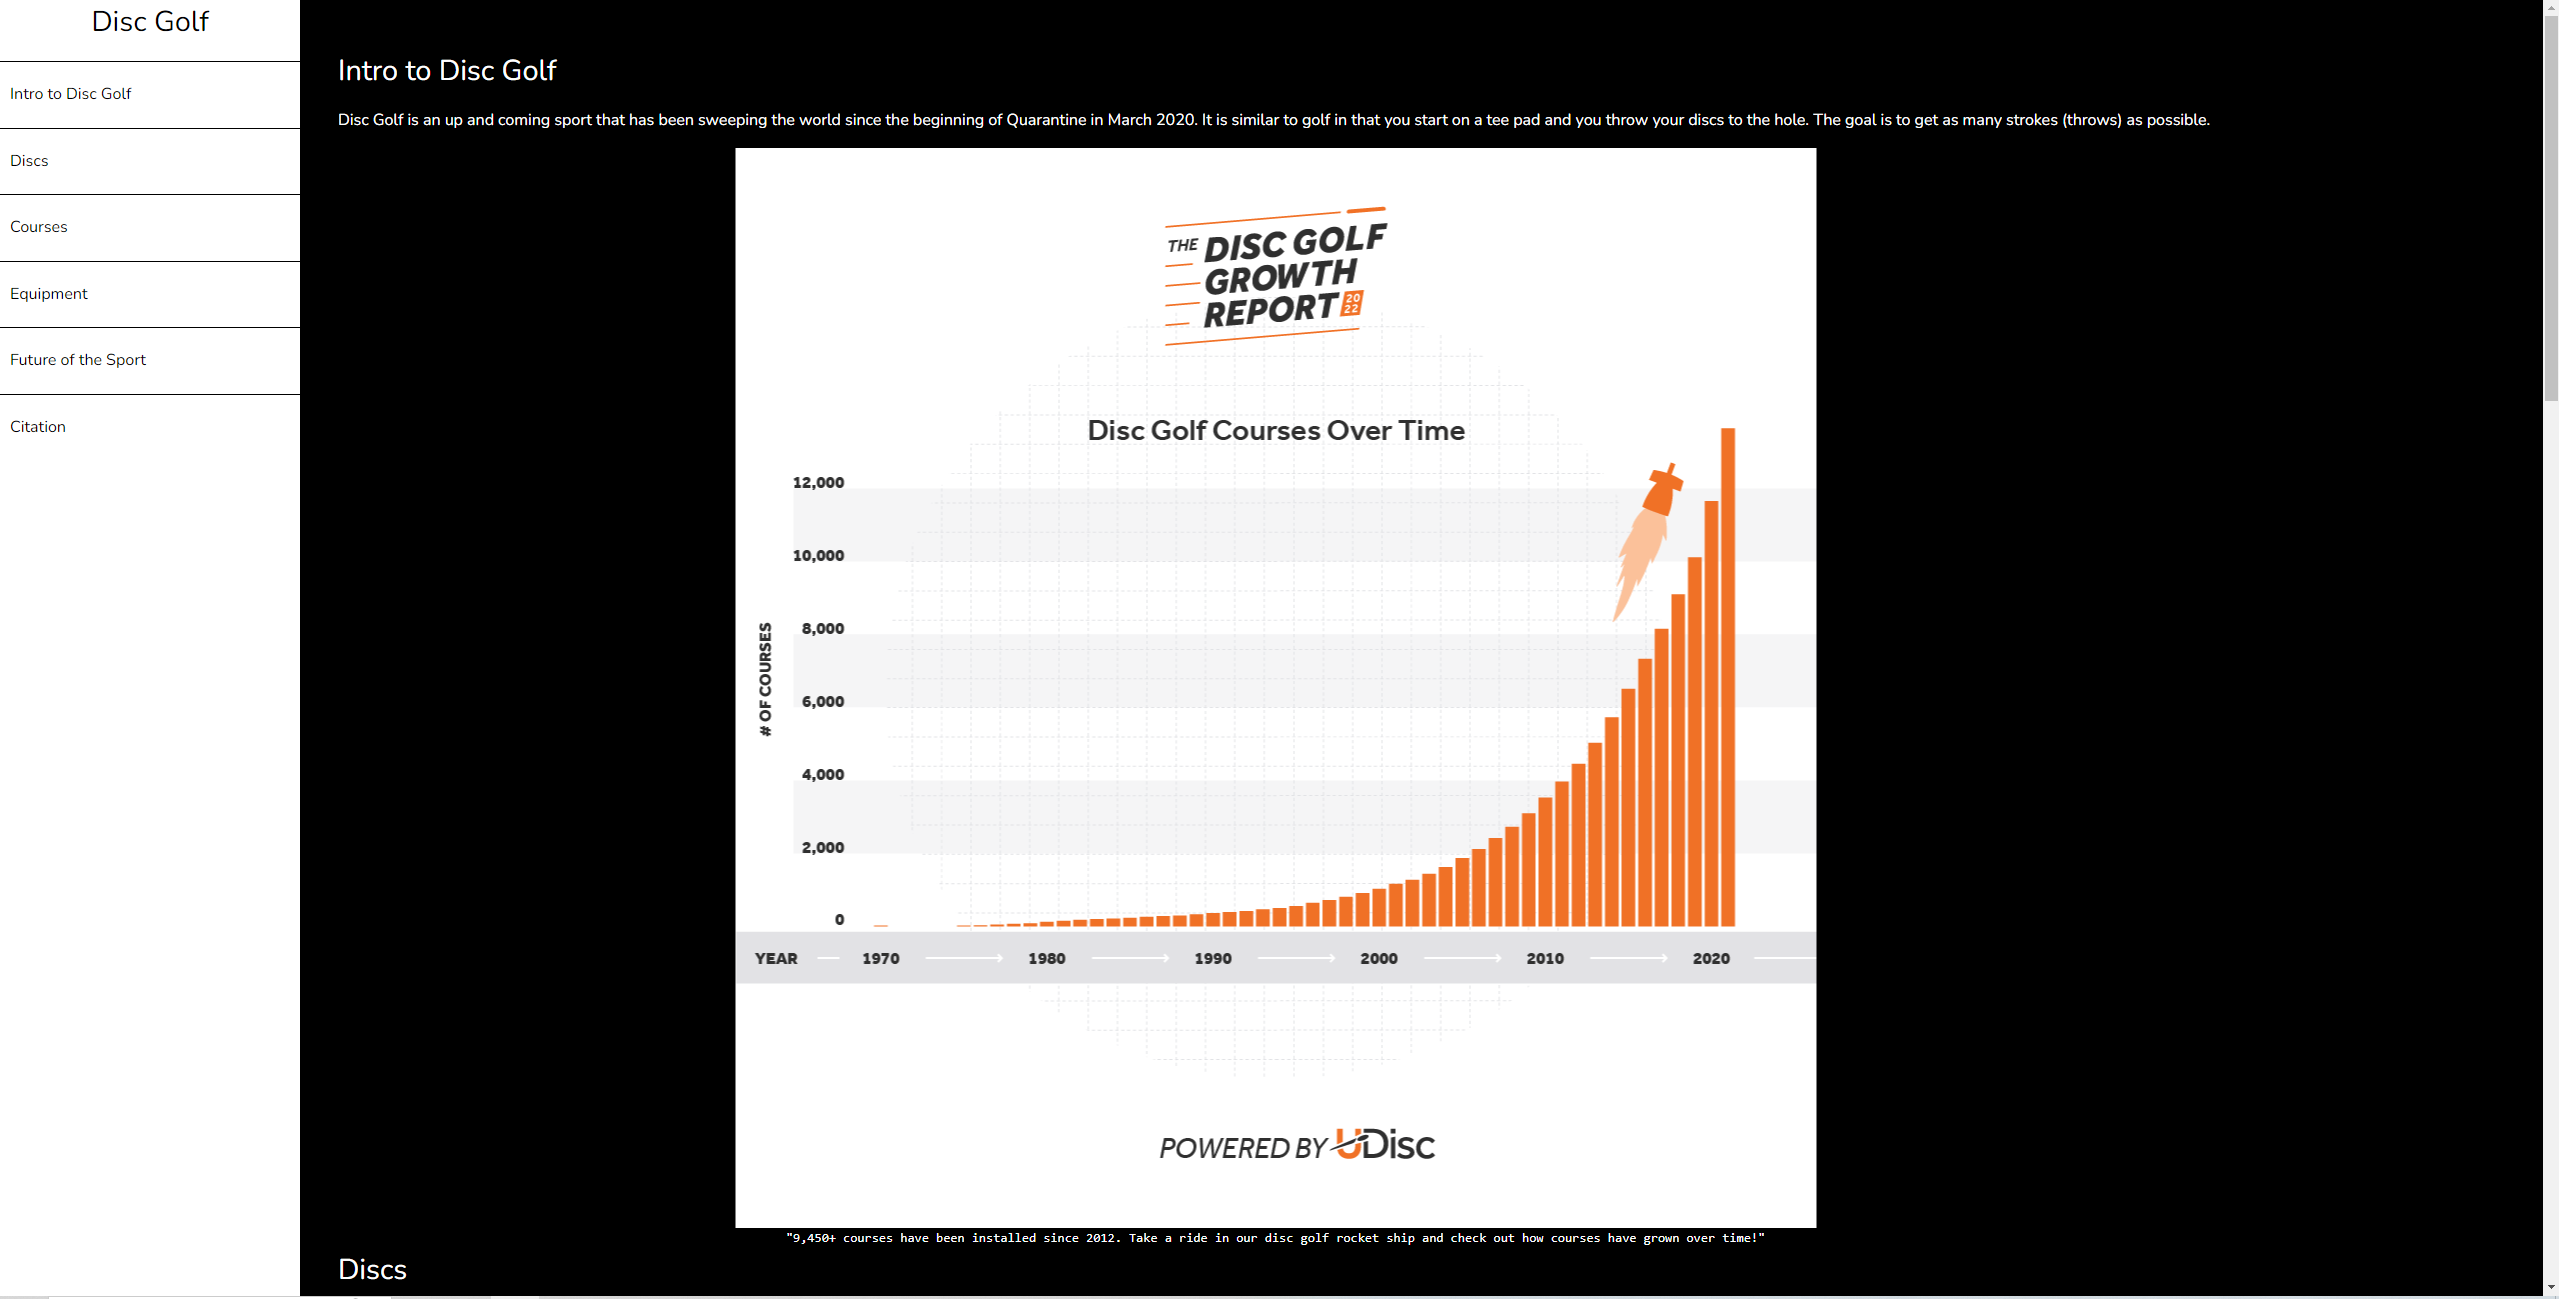 Disc Golf
Intro to Disc Golf
Discs
Courses
Equipment
Future of the Sport
Citation
Intro to Disc Golf
Disc Golf is an up and coming sport that has been sweeping the world since the beginning of Quarantine in March 2020. It is similar to golf in that you start on a tee pad and you throw your discs to the hole. The goal is to get as many strokes (throws) as possible.
THE DISC GOLF
GROWTH
REPORT 20
22
Disc Golf Courses Over Time
12,000
10,000
8,000
6,000
4,000
2,000
0
# OF COURSES
YEAR 1970 1980 1990 2000 2010 2020
POWERED BY UDisc
"9,450+ courses have been installed since 2012. Take a ride in our disc golf rocket ship and check out how courses have grown over time!"
Discs